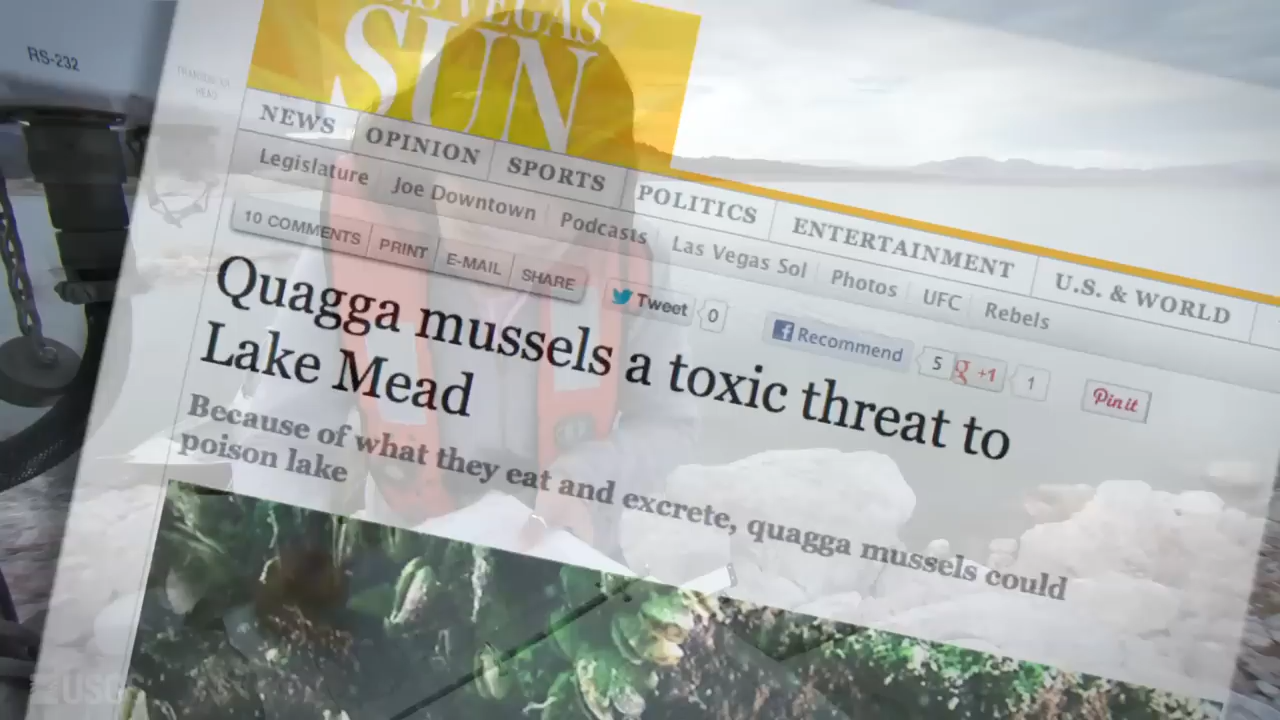 RS-232
LAS VEGAS
SUN
NEWS OPINION SPORTS POLITICS ENTERTAINMENT U.S. & WORLD
Legislature Joe Downtown Podcasts Las Vegas Sol Photos UFC Rebels
10 COMMENTS PRINT E-MAIL SHARE Tweet 0 Recommend 5 g +1 1 Pin it
Quagga mussels a toxic threat to
Lake Mead
Because of what they eat and excrete, quagga mussels could
poison lake
USGS